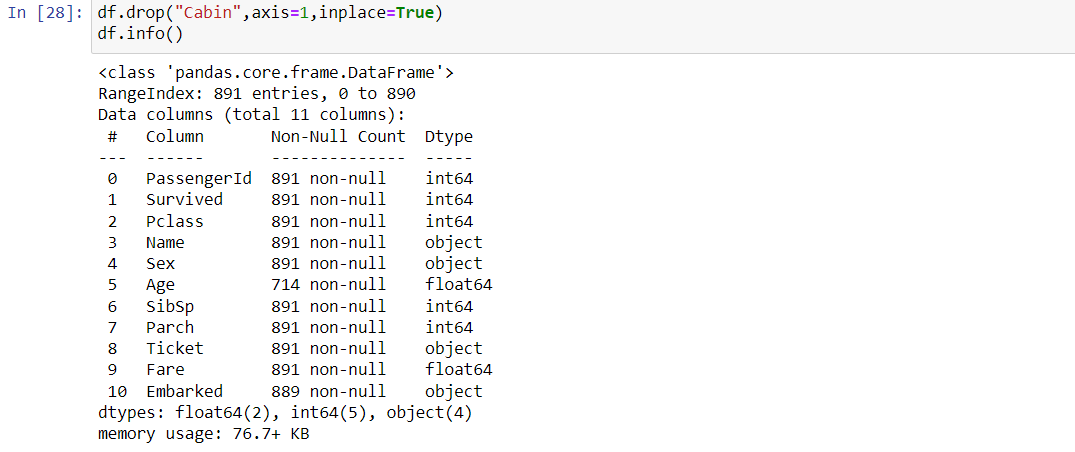 In [28]: df.drop("Cabin",axis=1,inplace=True)
df.info()
<class 'pandas.core.frame.DataFrame'>
RangeIndex: 891 entries, 0 to 890
Data columns (total 11 columns):
 #   Column       Non-Null Count  Dtype
---  ------       --------------  -----
 0   PassengerId  891 non-null    int64
 1   Survived     891 non-null    int64
 2   Pclass       891 non-null    int64
 3   Name         891 non-null    object
 4   Sex          891 non-null    object
 5   Age          714 non-null    float64
 6   SibSp        891 non-null    int64
 7   Parch        891 non-null    int64
 8   Ticket       891 non-null    object
 9   Fare         891 non-null    float64
 10  Embarked     889 non-null    object
dtypes: float64(2), int64(5), object(4)
memory usage: 76.7+ KB